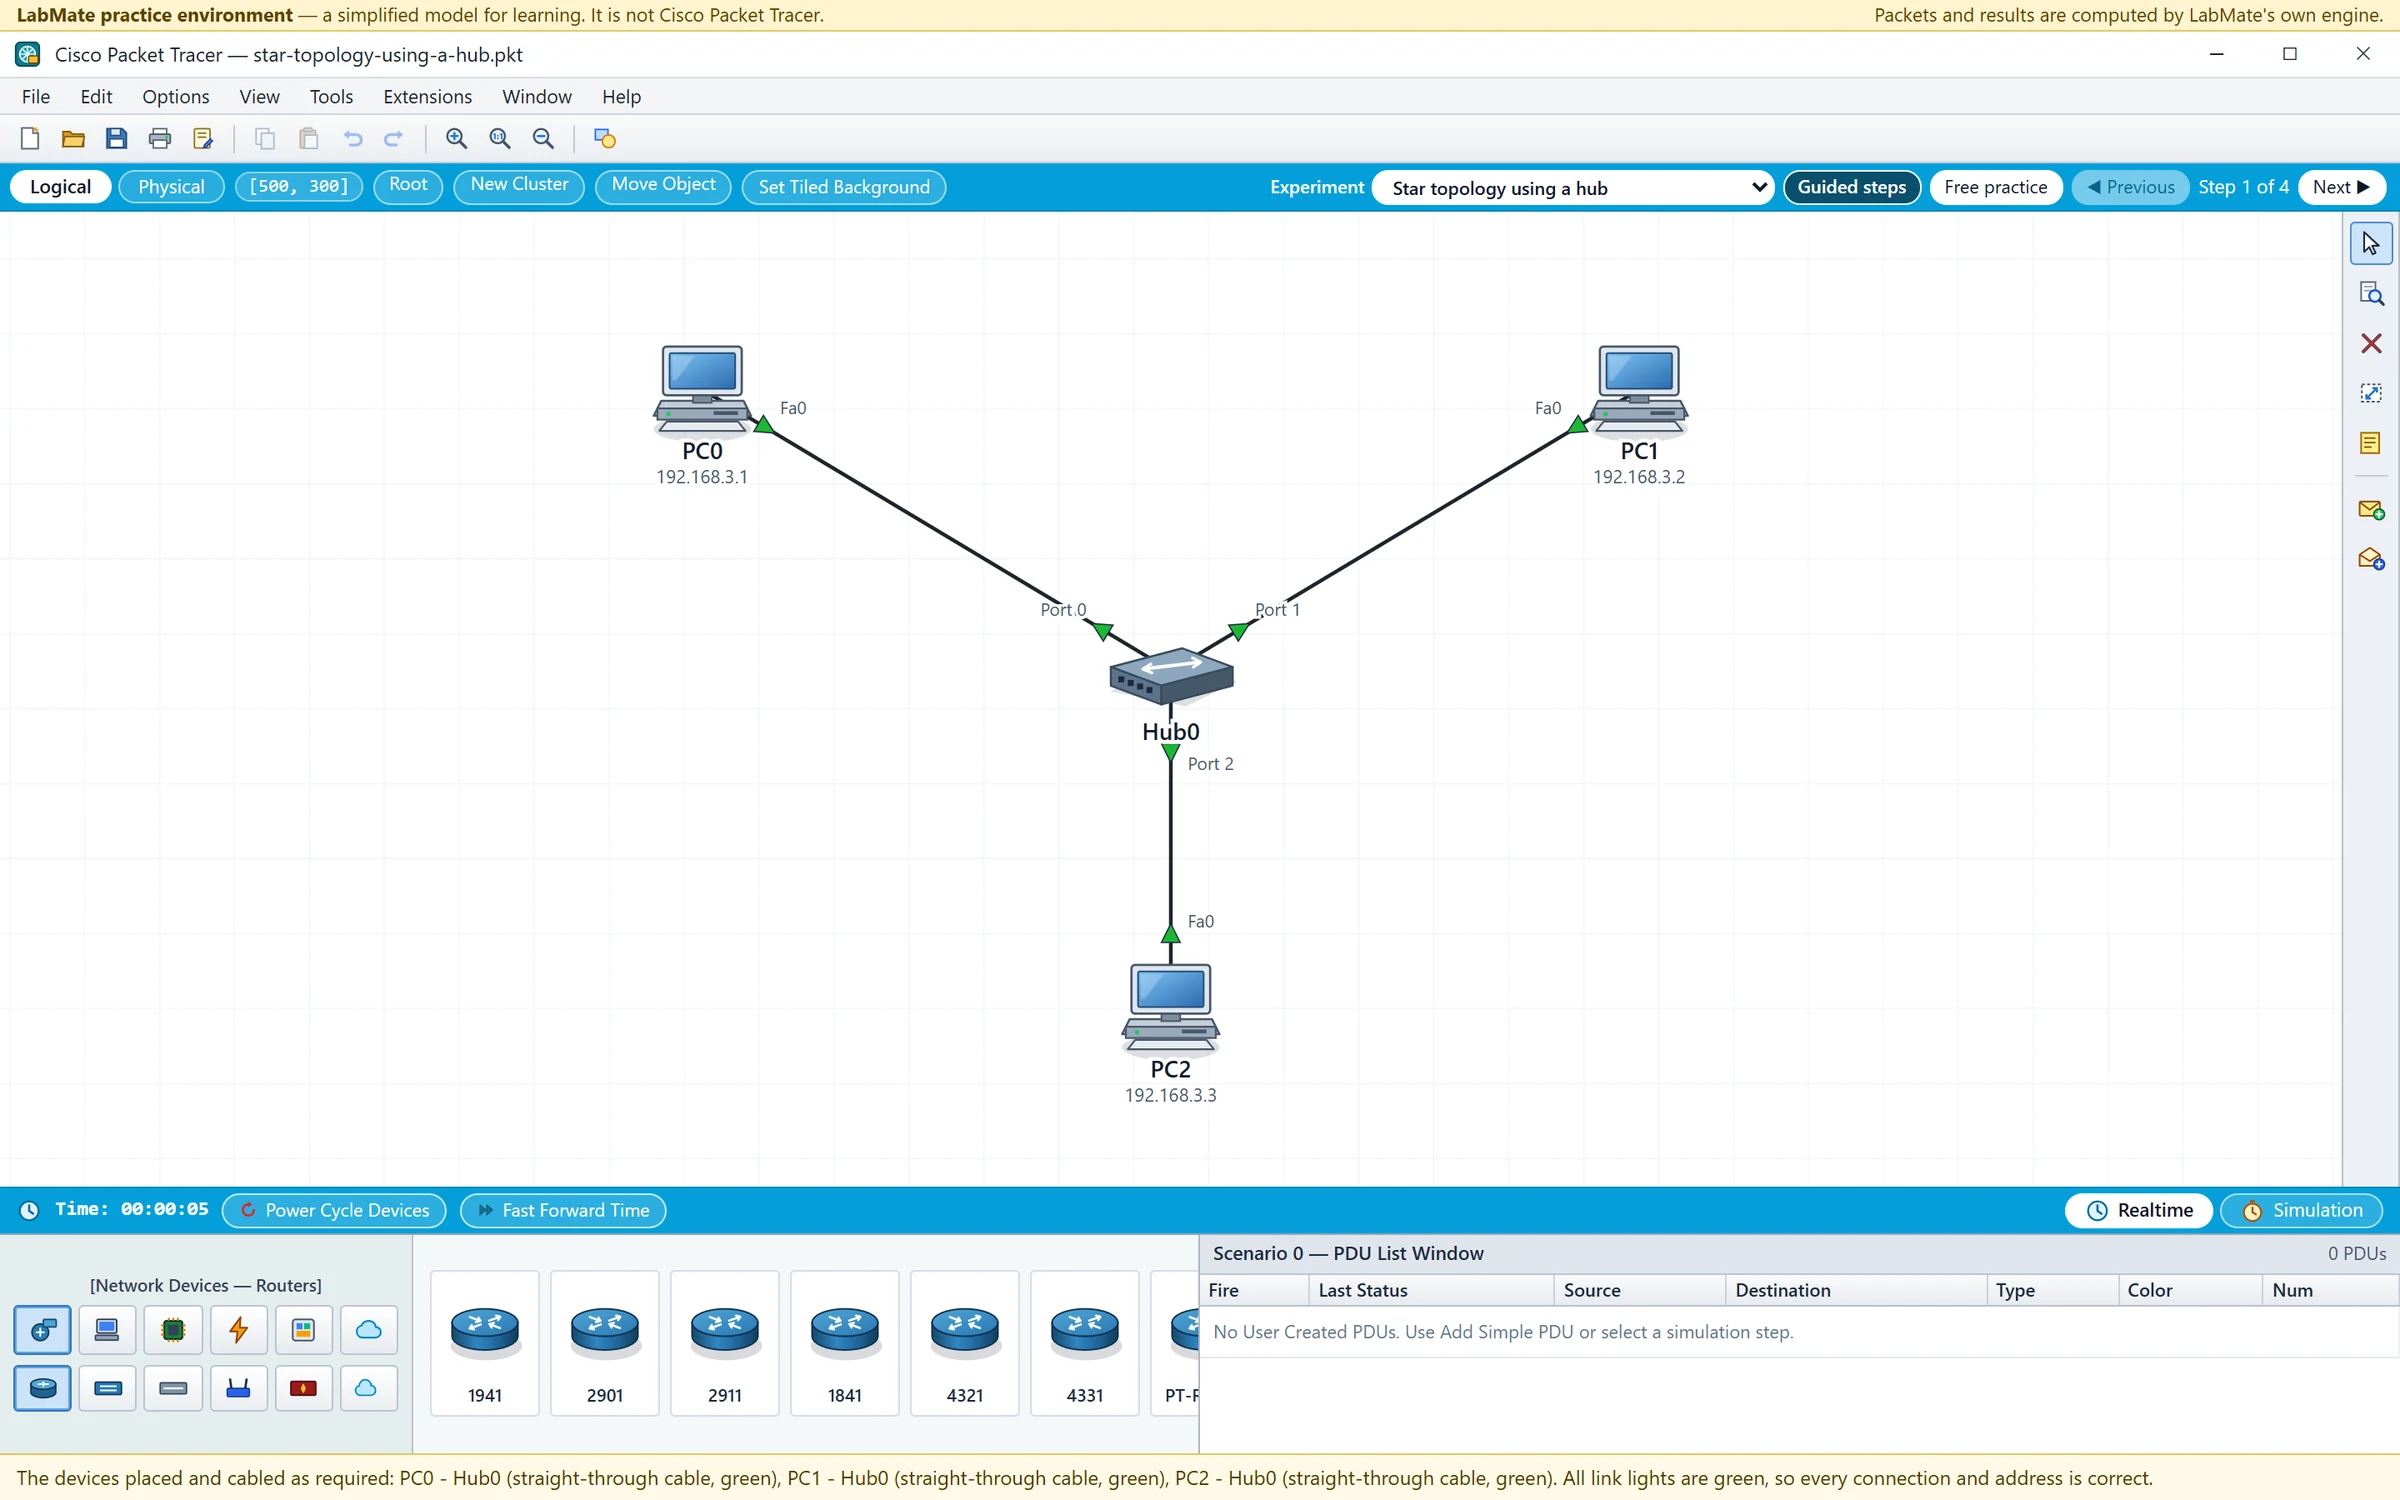 LabMate practice environment — a simplified model for learning. It is not Cisco Packet Tracer. Packets and results are computed by LabMate's own engine.
Cisco Packet Tracer — star-topology-using-a-hub.pkt
File Edit Options View Tools Extensions Window Help
Logical Physical [500, 300] Root New Cluster Move Object Set Tiled Background Experiment Star topology using a hub Guided steps Free practice ◀ Previous Step 1 of 4 Next ▶
Fa0 Fa0
PC0 PC1
192.168.3.1 192.168.3.2
Port 0 Port 1
Hub0
Port 2
Fa0
PC2
192.168.3.3
Time: 00:00:05 Power Cycle Devices Fast Forward Time Realtime Simulation
Scenario 0 — PDU List Window 0 PDUs
[Network Devices — Routers]
Fire Last Status Source Destination Type Color Num
No User Created PDUs. Use Add Simple PDU or select a simulation step.
1941 2901 2911 1841 4321 4331
The devices placed and cabled as required: PC0 - Hub0 (straight-through cable, green), PC1 - Hub0 (straight-through cable, green), PC2 - Hub0 (straight-through cable, green). All link lights are green, so every connection and address is correct.